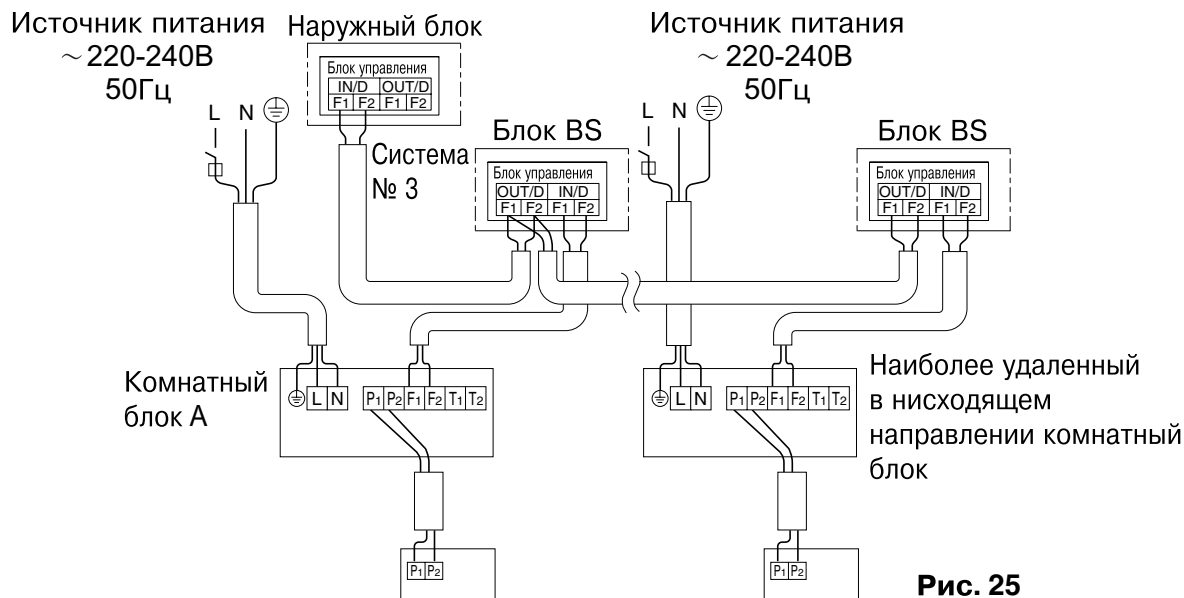 Источник питания
~ 220-240В
50Гц
L N
Наружный блок
Блок управления
IN/D OUT/D
F1 F2 F1 F2
Система
№ 3
Блок BS
Блок управления
OUT/D IN/D
F1 F2 F1 F2
Источник питания
~ 220-240В
50Гц
L N
Блок BS
Блок управления
OUT/D IN/D
F1 F2 F1 F2
Комнатный
блок А
L N P1 P2 F1 F2 T1 T2
P1 P2
L N P1 P2 F1 F2 T1 T2
P1 P2
Наиболее удаленный
в нисходящем
направлении комнатный
блок
Рис. 25